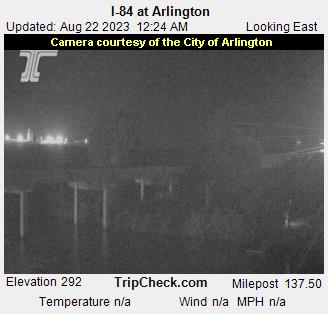 I-84 at Arlington
Updated: Aug 22 2023 12:24 AM Looking East
Camera courtesy of the City of Arlington
Elevation 292 TripCheck.com Milepost 137.50
Temperature n/a Wind n/a MPH n/a